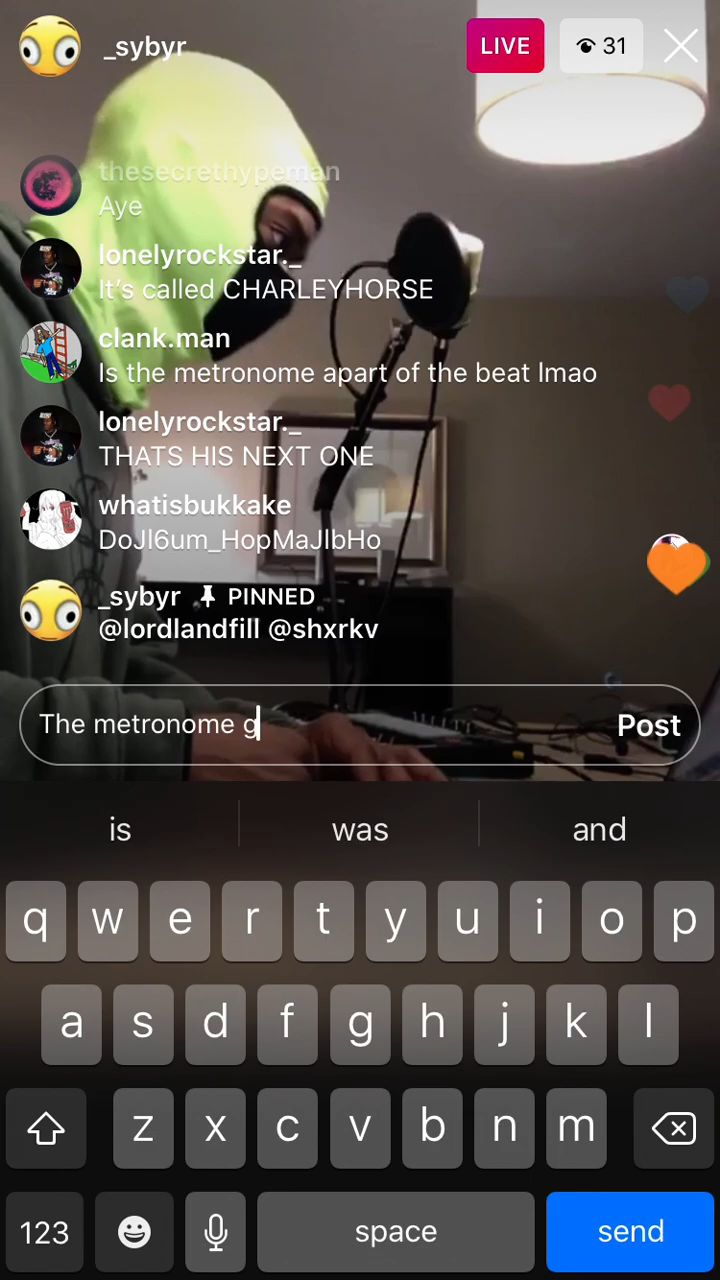 _sybyr
LIVE
31
thesecrethypeman
Aye
lonelyrockstar._
It's called CHARLEYHORSE
clank.man
Is the metronome apart of the beat lmao
lonelyrockstar._
THATS HIS NEXT ONE
whatisbukkake
DoJl6um_HopMaJlbHo
_sybyr PINNED
@lordlandfill @shxrkv
The metronome g
Post
is was and
q w e r t y u i o p
a s d f g h j k l
z x c v b n m
123 space send